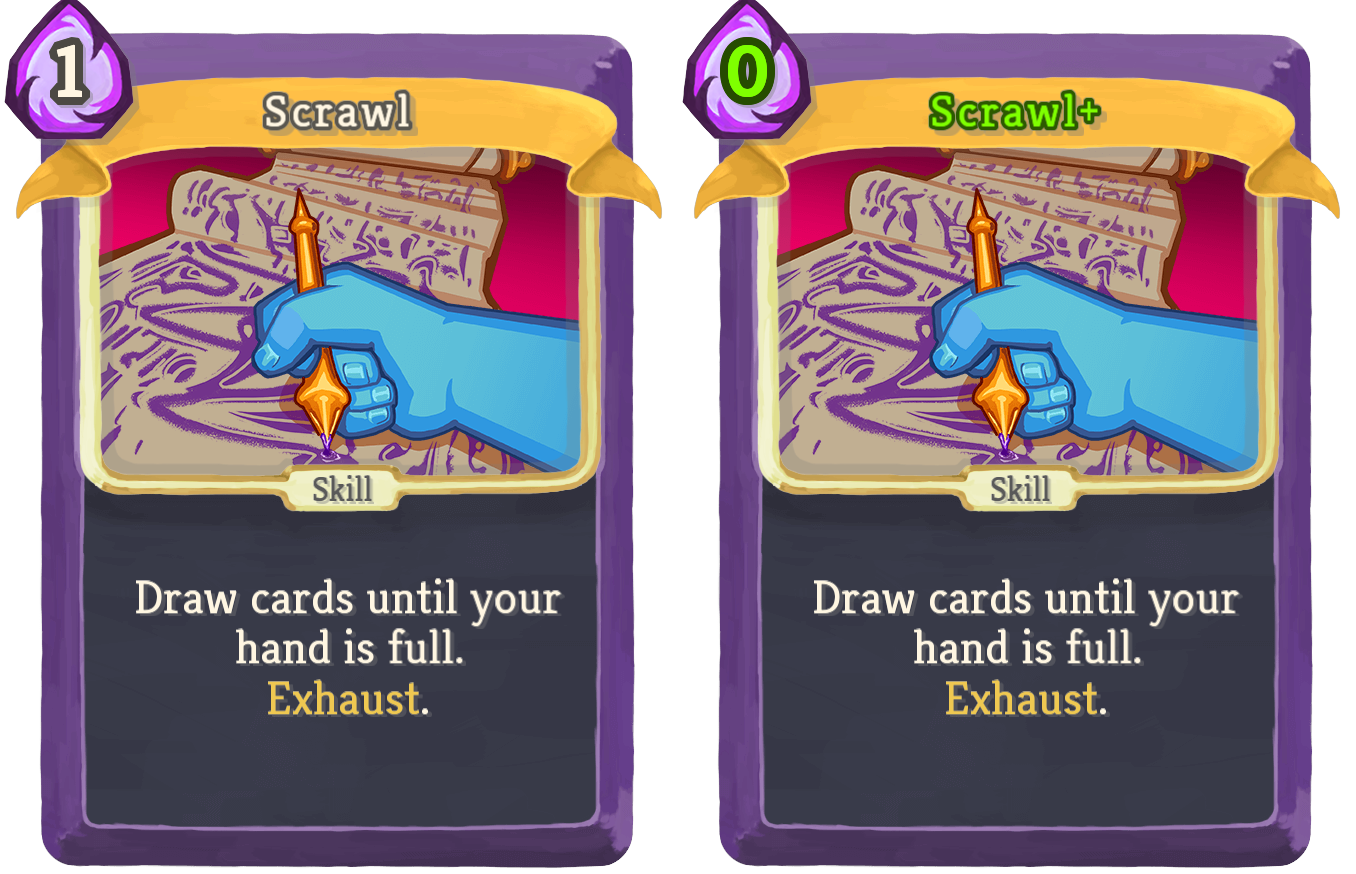 1
Scrawl
Skill
Draw cards until your
hand is full.
Exhaust.
0
Scrawl+
Skill
Draw cards until your
hand is full.
Exhaust.